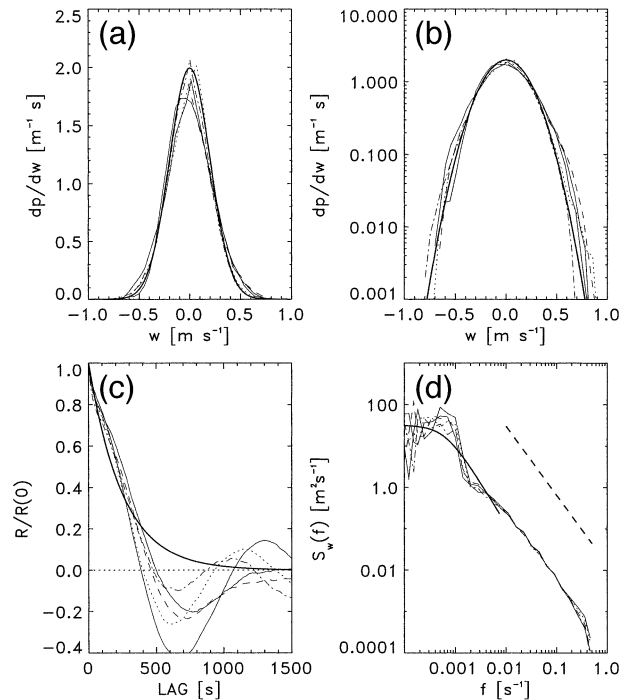 (a)
2.0
1.5
1.0
0.5
0.0
dp/dw [m⁻¹ s]
-1.0 -0.5 0.0 0.5 1.0
w [m s⁻¹]
(b)
10.000
1.000
0.100
0.010
0.001
dp/dw [m⁻¹ s]
-1.0 -0.5 0.0 0.5 1.0
w [m s⁻¹]
(c)
1.0
0.8
0.6
0.4
0.2
0.0
-0.2
-0.4
R/R(0)
0 500 1000 1500
LAG [s]
(d)
100
1.0
0.01
0.0001
S_w(f) [m²s⁻¹]
0.001 0.01 0.1 1.0
f [s⁻¹]